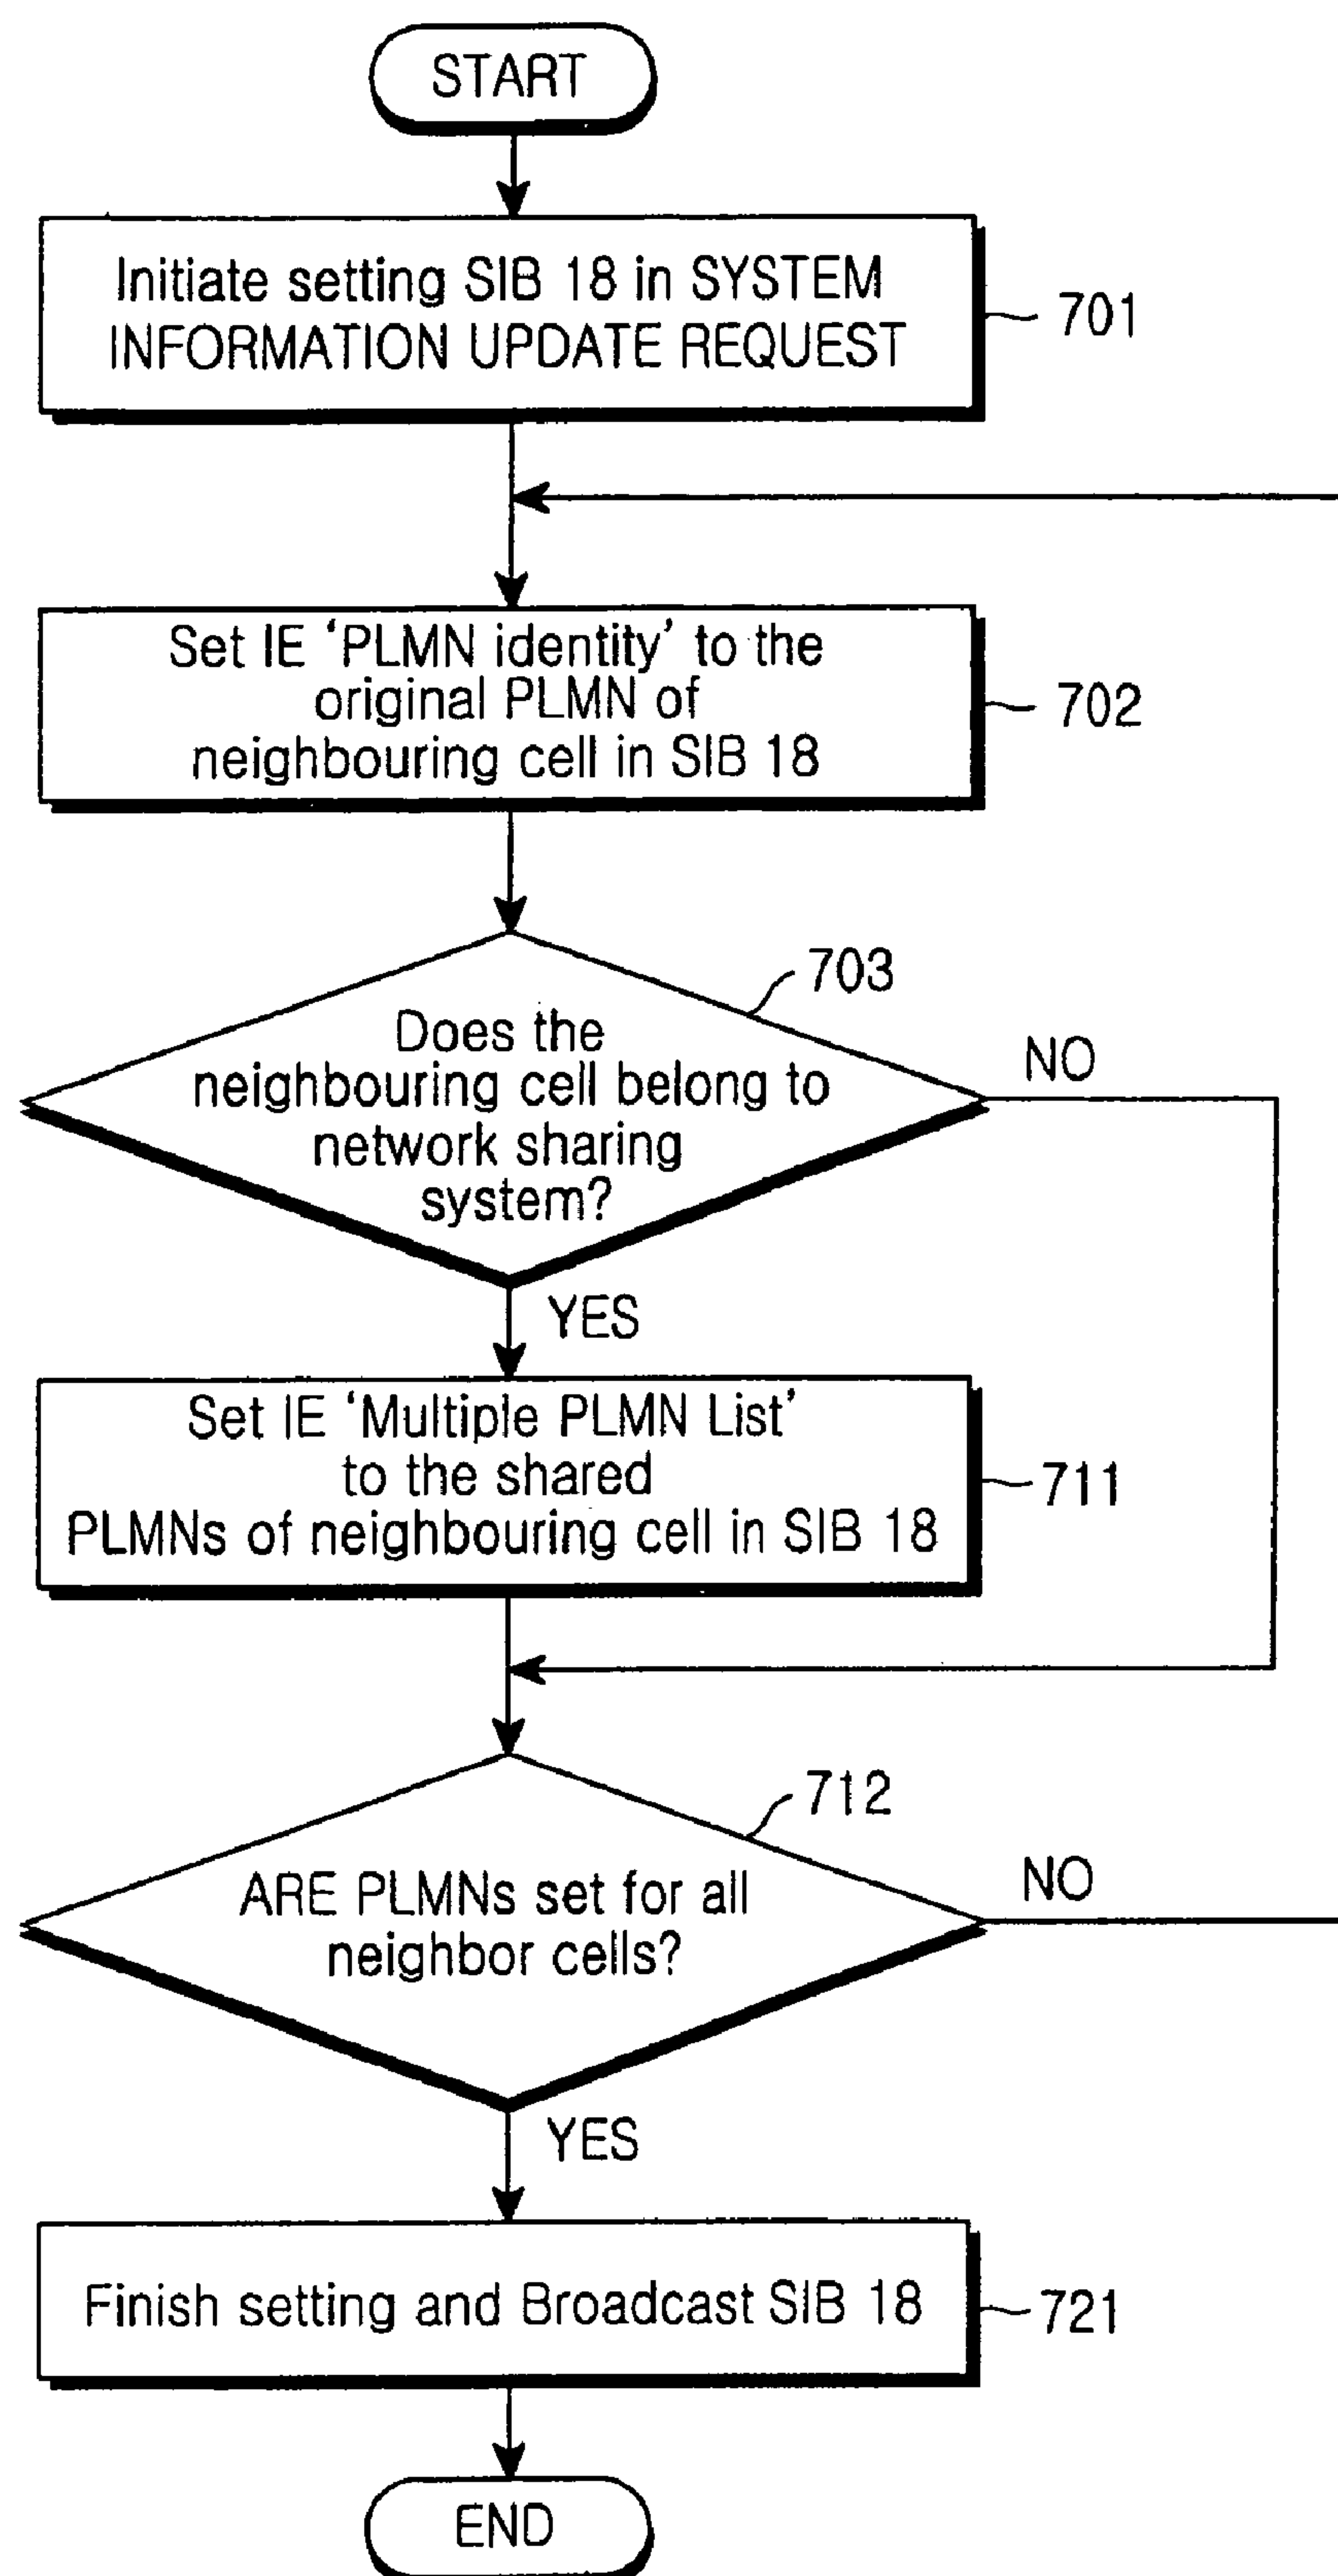 START
Initiate setting SIB 18 in SYSTEM
INFORMATION UPDATE REQUEST
701
Set IE ‘PLMN identity’ to the
original PLMN of
neighbouring cell in SIB 18
702
703
Does the
neighbouring cell belong to
network sharing
system?
NO
YES
Set IE ‘Multiple PLMN List’
to the shared
PLMNs of neighbouring cell in SIB 18
711
712
ARE PLMNs set for all
neighbor cells?
NO
YES
Finish setting and Broadcast SIB 18
721
END